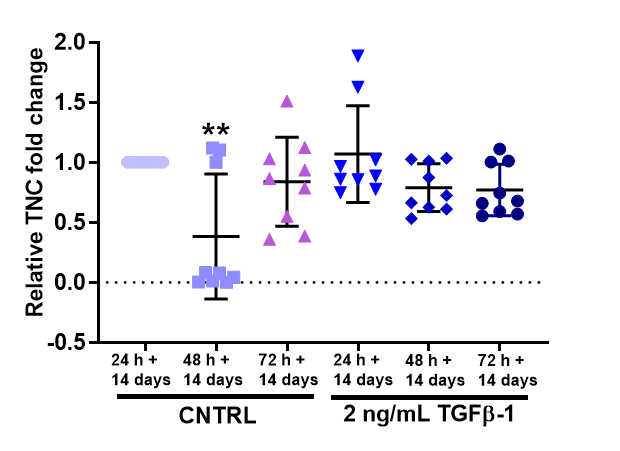 Relative TNC fold change
2.0
1.5
1.0
0.5
0.0
-0.5
**
24 h +
14 days
48 h +
14 days
72 h +
14 days
24 h +
14 days
48 h +
14 days
72 h +
14 days
CNTRL
2 ng/mL TGFβ-1